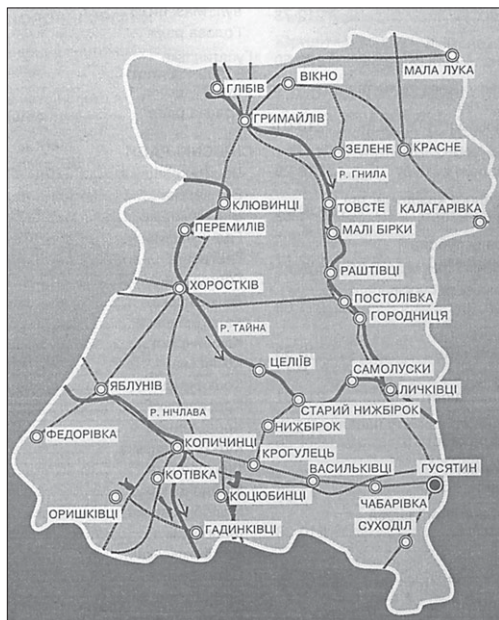 МАЛА ЛУКА
ВІКНО
ГЛІБІВ
ГРИМАЙЛІВ
ЗЕЛЕНЕ
КРАСНЕ
Р. ГНИЛА
КЛЮВИНЦІ
ТОВСТЕ
КАЛАГАРІВКА
ПЕРЕМИЛІВ
МАЛІ БІРКИ
РАШТІВЦІ
ХОРОСТКІВ
ПОСТОЛІВКА
ГОРОДНИЦЯ
Р. ТАЙНА
ЦЕЛІЇВ
САМОЛУСКИ
ЯБЛУНІВ
ЛИЧКІВЦІ
Р. НІЧЛАВА
СТАРИЙ НИЖБІРОК
ФЕДОРІВКА
НИЖБІРОК
КОПИЧИНЦІ
КРОГУЛЕЦЬ
ВАСИЛЬКІВЦІ
ГУСЯТИН
КОТІВКА
КОЦЮБИНЦІ
ЧАБАРІВКА
ОРИШКІВЦІ
ГАДИНКІВЦІ
СУХОДІЛ